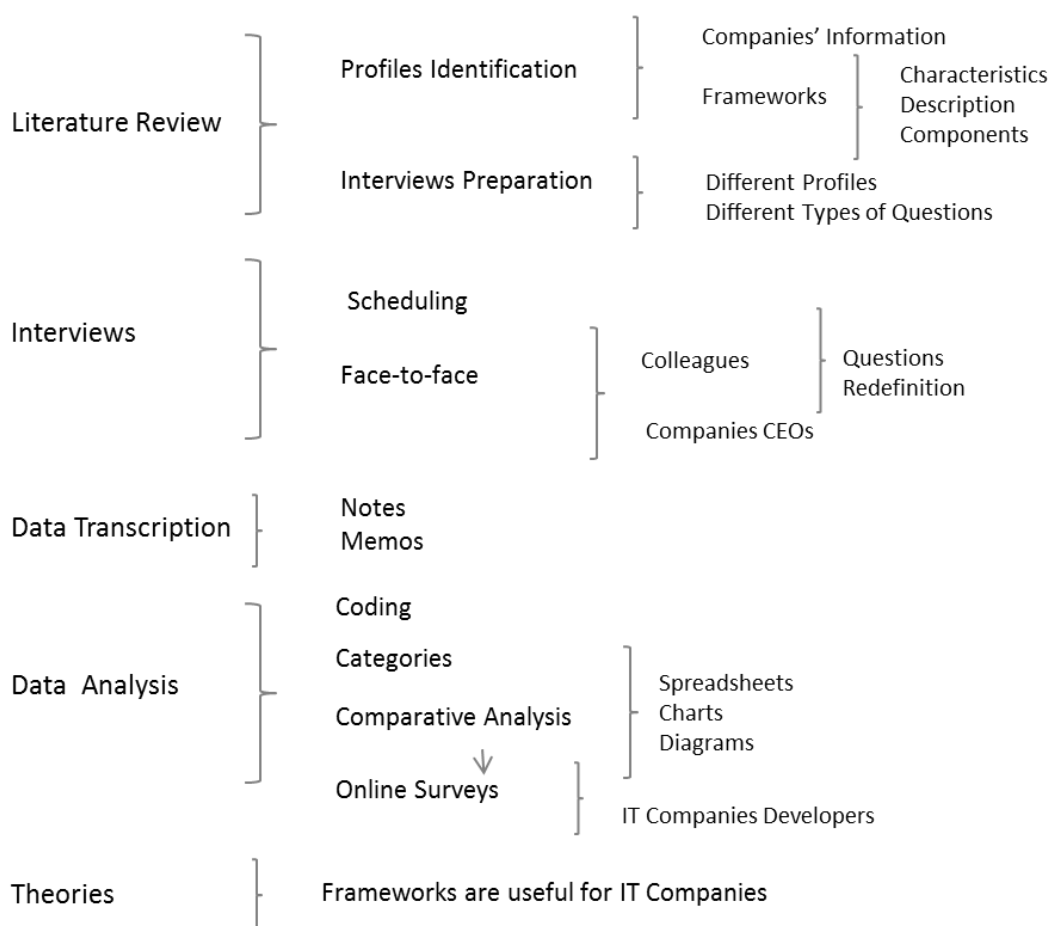 Literature Review
Profiles Identification
Companies’ Information
Frameworks
Characteristics
Description
Components
Interviews Preparation
Different Profiles
Different Types of Questions
Interviews
Scheduling
Face-to-face
Colleagues
Companies CEOs
Questions
Redefinition
Data Transcription
Notes
Memos
Data Analysis
Coding
Categories
Comparative Analysis
Spreadsheets
Charts
Diagrams
Online Surveys
IT Companies Developers
Theories
Frameworks are useful for IT Companies